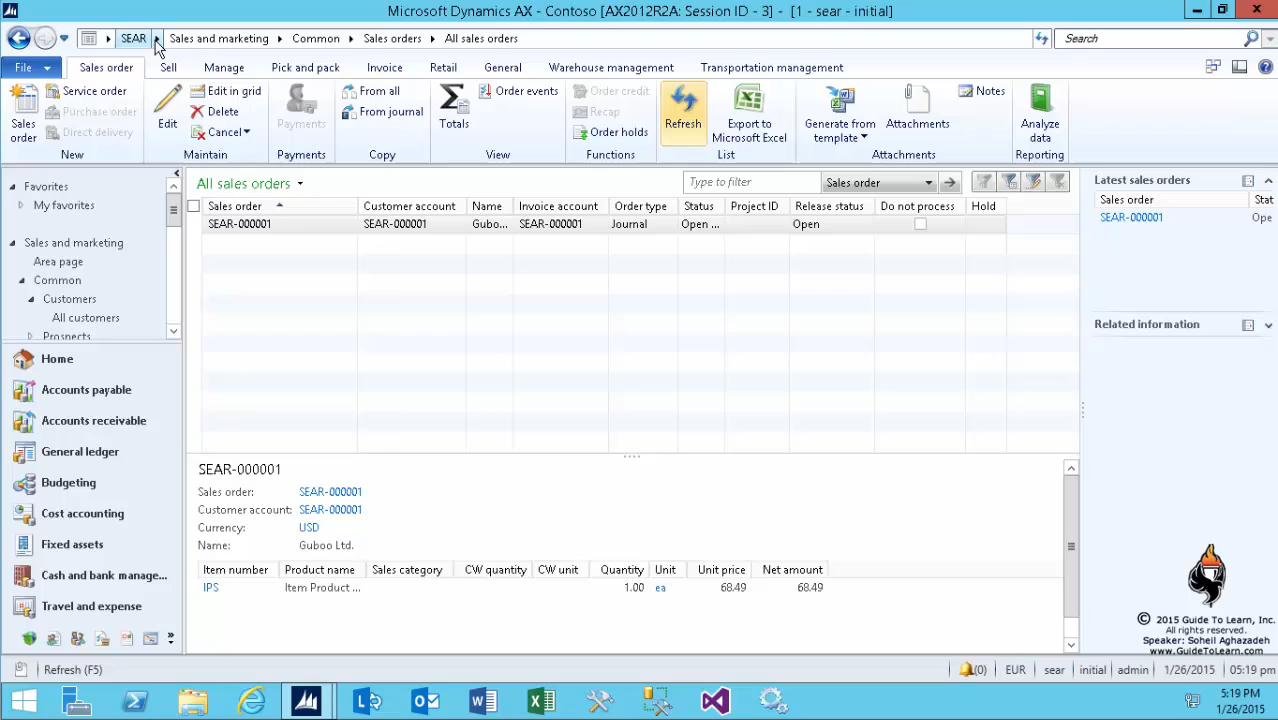 Microsoft Dynamics AX - Contoso [AX2012R2A: Session ID - 3] - [1 - sear - initial]
SEAR Sales and marketing Common Sales orders All sales orders Search
File Sales order Sell Manage Pick and pack Invoice Retail General Warehouse management Transportation management
Sales order
Service order
Purchase order
Direct delivery
New
Edit
Edit in grid
Delete
Cancel
Maintain
Payments
Payments
From all
From journal
Copy
Totals
Order events
View
Order credit
Recap
Order holds
Functions
Refresh
Export to Microsoft Excel
List
Generate from template
Attachments
Notes
Attachments
Analyze data
Reporting
Favorites
My favorites
Sales and marketing
Area page
Common
Customers
All customers
Prospects
Home
Accounts payable
Accounts receivable
General ledger
Budgeting
Cost accounting
Fixed assets
Cash and bank manage...
Travel and expense
All sales orders
Type to filter Sales order
Sales order Customer account Name Invoice account Order type Status Project ID Release status Do not process Hold
SEAR-000001 SEAR-000001 Guboo... SEAR-000001 Journal Open ... Open
SEAR-000001
Sales order: SEAR-000001
Customer account: SEAR-000001
Currency: USD
Name: Guboo Ltd.
Item number Product name Sales category CW quantity CW unit Quantity Unit Unit price Net amount
IPS Item Product ... 1.00 ea 68.49 68.49
Latest sales orders
Sales order Stat
SEAR-000001 Ope
Related information
© 2015 Guide To Learn, Inc.
All rights reserved.
Speaker: Soheil Aghazadeh
www.GuideToLearn.com
Refresh (F5) (0) EUR sear initial admin 1/26/2015 05:19 pm
5:19 PM
1/26/2015